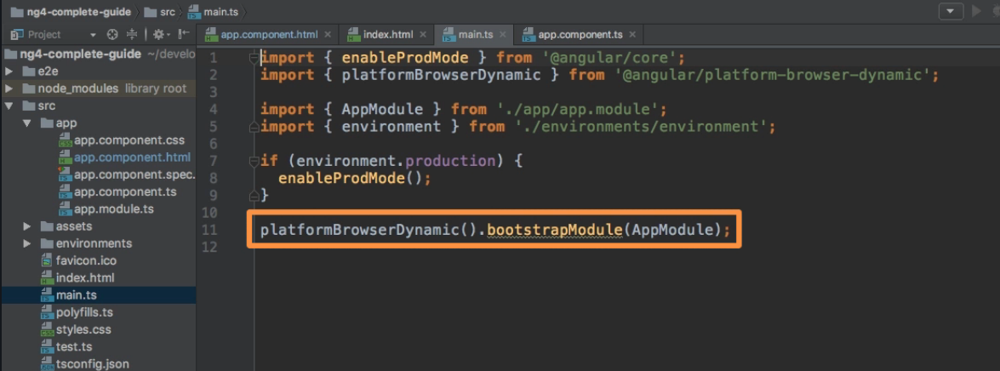 ng4-complete-guide src main.ts
Project
app.component.html index.html main.ts app.component.ts
ng4-complete-guide ~/develo
e2e
node_modules library root
src
app
app.component.css
app.component.html
app.component.spec.
app.component.ts
app.module.ts
assets
environments
favicon.ico
index.html
main.ts
polyfills.ts
styles.css
test.ts
tsconfig.json
1 import { enableProdMode } from '@angular/core';
2 import { platformBrowserDynamic } from '@angular/platform-browser-dynamic';
3
4 import { AppModule } from './app/app.module';
5 import { environment } from './environments/environment';
6
7 if (environment.production) {
8 enableProdMode();
9 }
10
11 platformBrowserDynamic().bootstrapModule(AppModule);
12